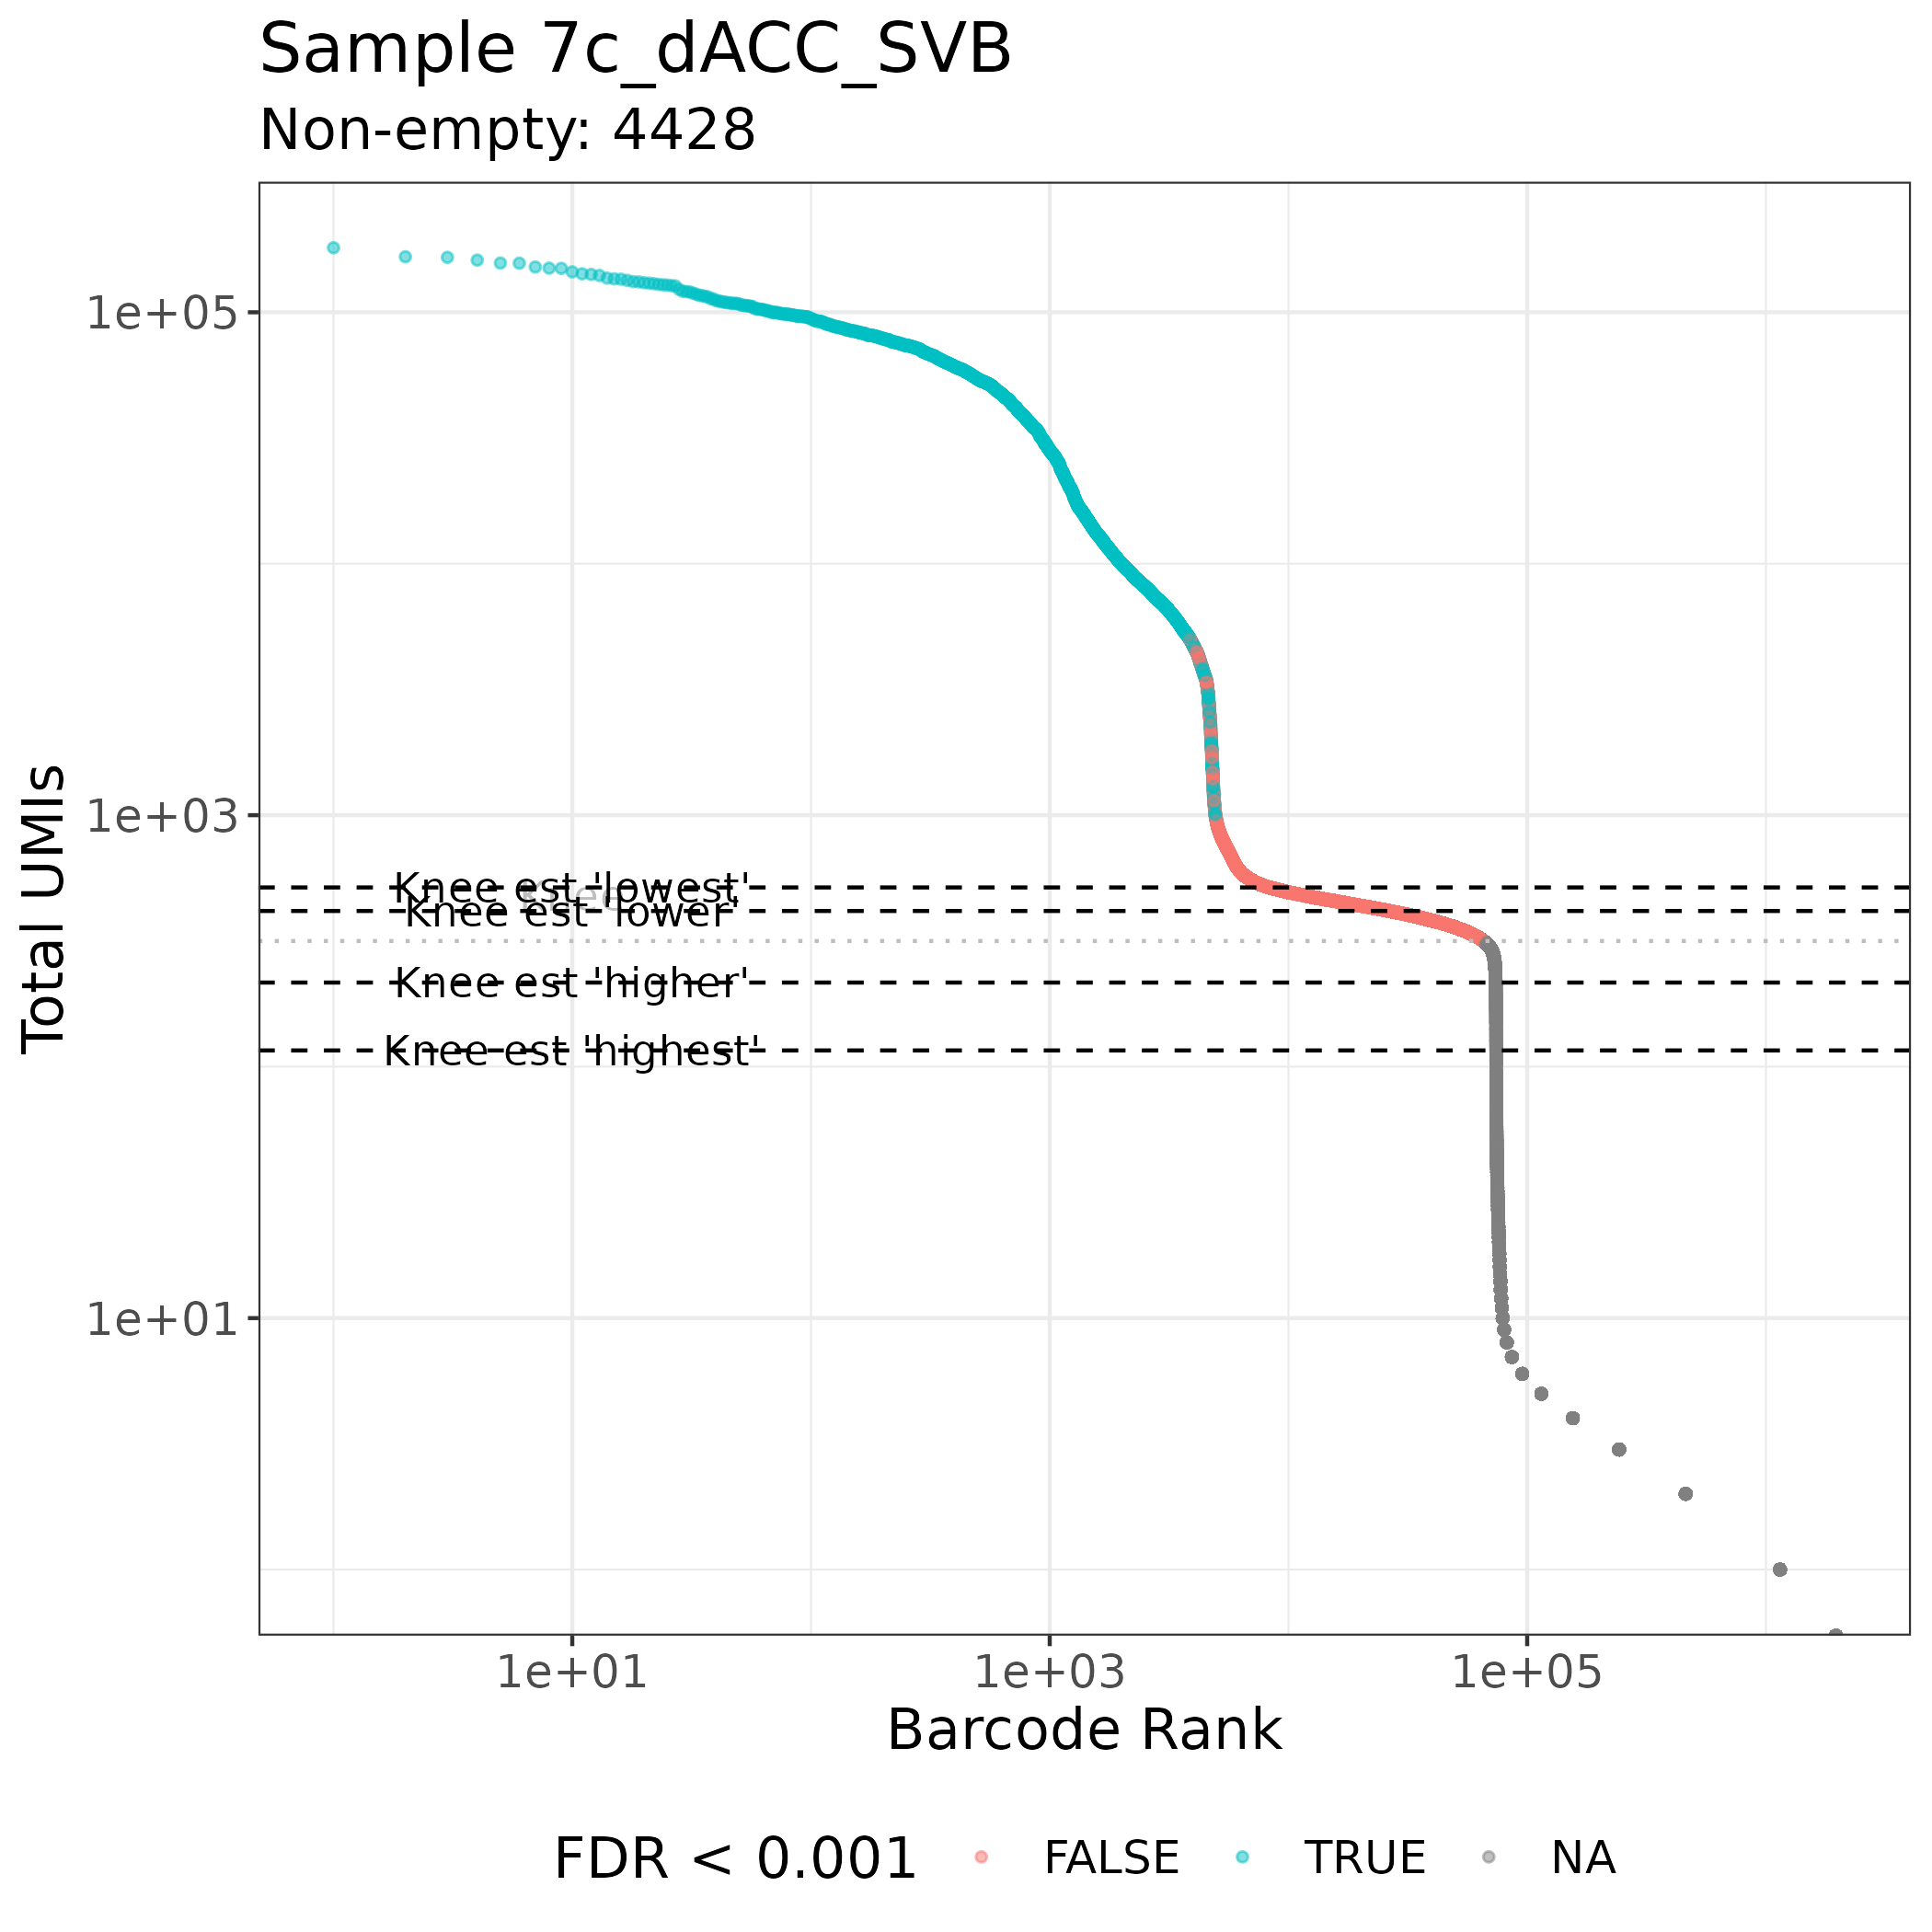 Sample 7c_dACC_SVB
Non-empty: 4428
Total UMIs
1e+05
1e+03
Knee est 'lowest'
Knee
Knee est 'lower'
Knee est 'higher'
Knee est 'highest'
1e+01
1e+01 1e+03 1e+05
Barcode Rank
FDR < 0.001 FALSE TRUE NA